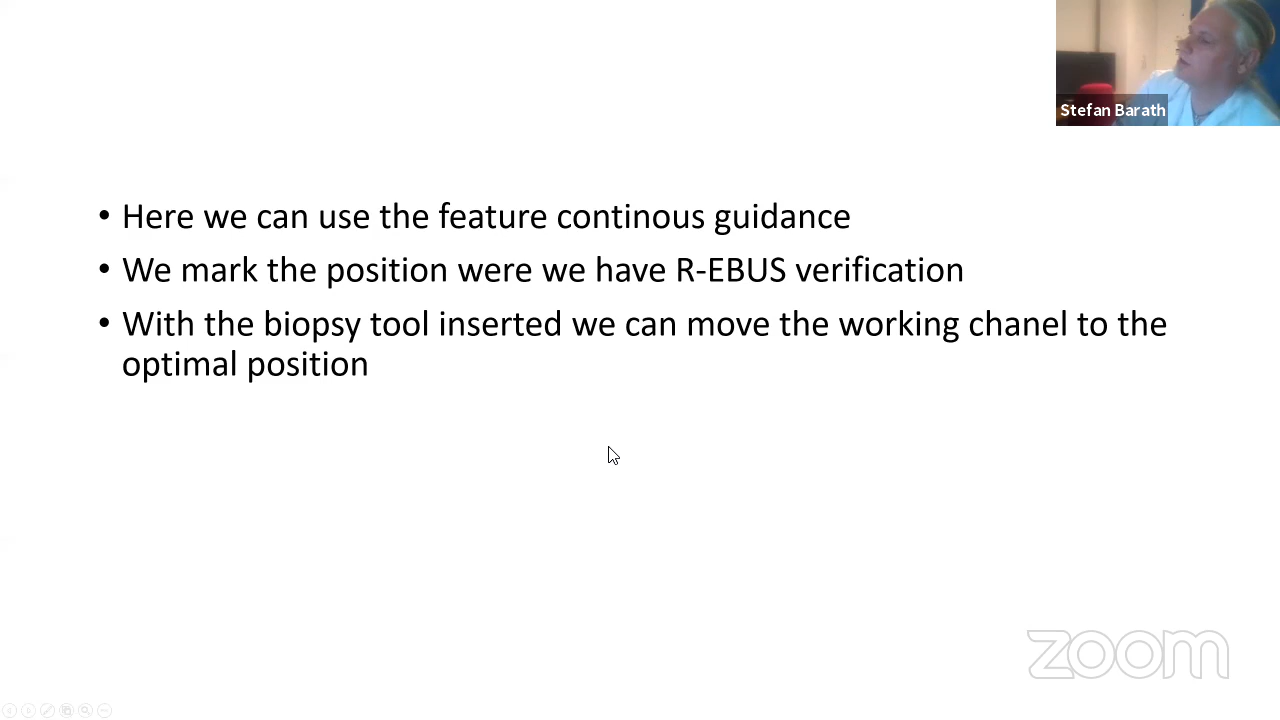 Stefan Barath
• Here we can use the feature continous guidance
• We mark the position were we have R-EBUS verification
• With the biopsy tool inserted we can move the working chanel to the
optimal position
zoom